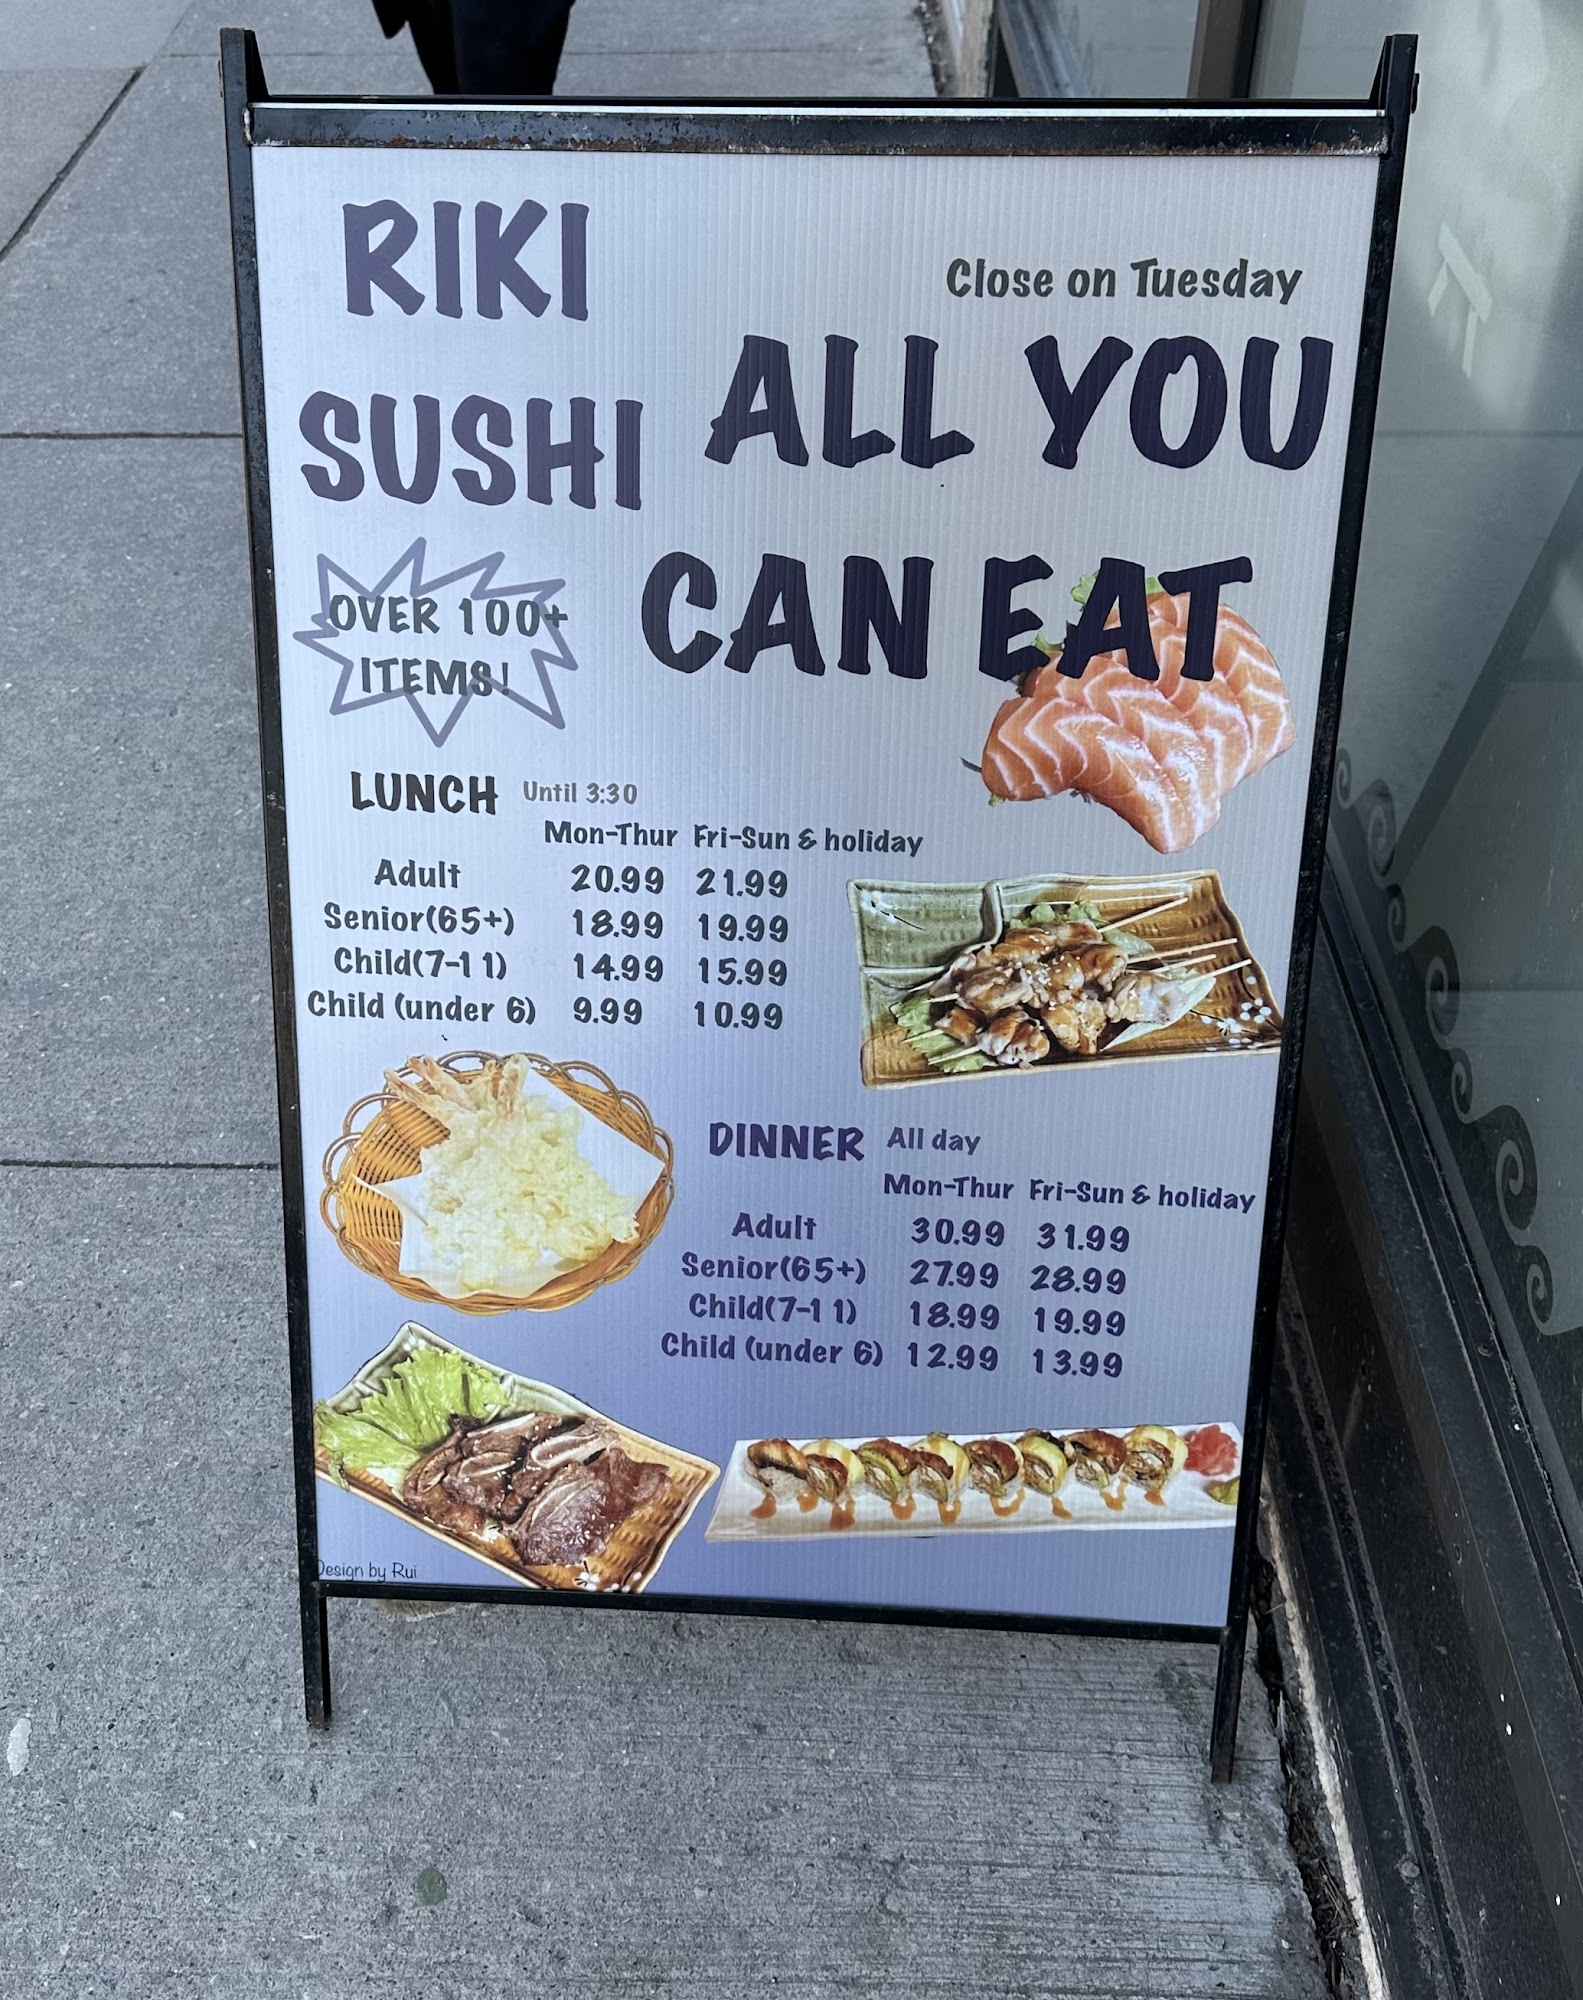 RIKI
SUSHI
Close on Tuesday
ALL YOU
CAN EAT
OVER 100+
ITEMS!
LUNCH Until 3:30
Mon-Thur Fri-Sun & holiday
Adult 20.99 21.99
Senior(65+) 18.99 19.99
Child(7-11) 14.99 15.99
Child (under 6) 9.99 10.99
DINNER All day
Mon-Thur Fri-Sun & holiday
Adult 30.99 31.99
Senior(65+) 27.99 28.99
Child(7-11) 18.99 19.99
Child (under 6) 12.99 13.99
Design by Rui